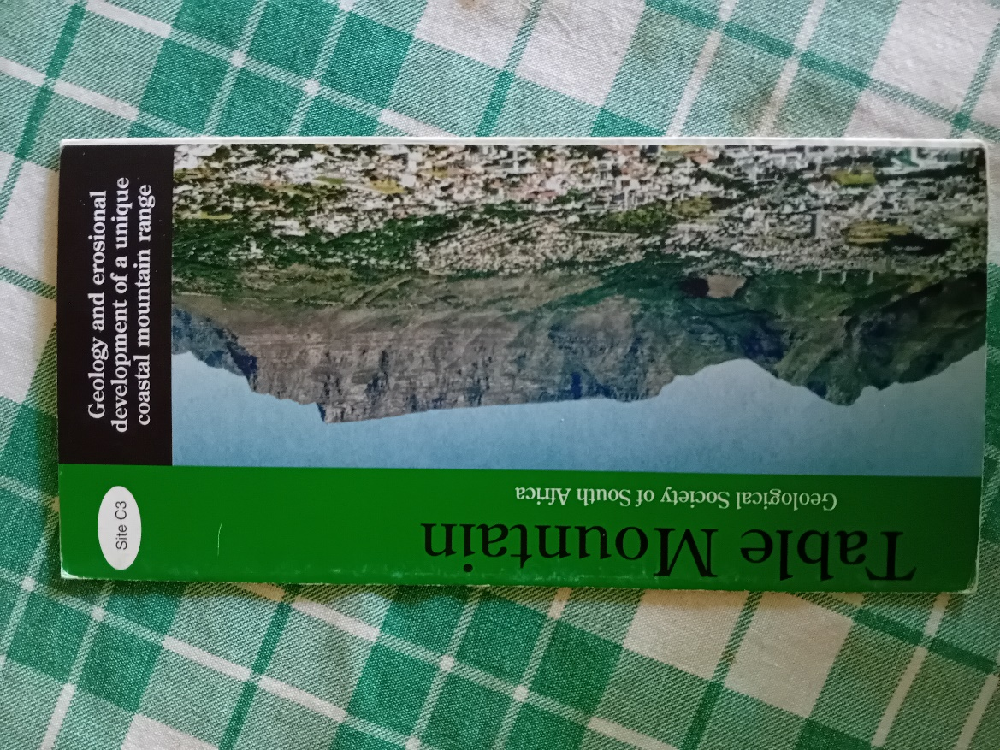 Table Mountain
Geological Society of South Africa
Geology and erosional
development of a unique
coastal mountain range
Site C3